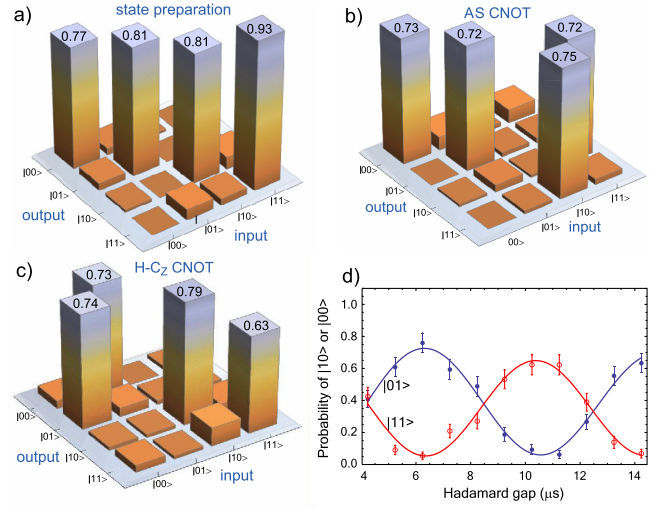 a)
state preparation
0.77
0.81
0.81
0.93
|00>
|01>
|10>
|11>
output
|00>
|01>
|10>
|11>
input
b)
AS CNOT
0.73
0.72
0.72
0.75
|00>
|01>
|10>
|11>
output
00>
|01>
|10>
|11>
input
c)
H-CZ CNOT
0.73
0.74
0.79
0.63
|00>
|01>
|10>
|11>
output
|00>
|01>
|10>
|11>
input
d)
Probability of |10> or |00>
1.0
0.8
0.6
0.4
0.2
0.0
|01>
|11>
4 6 8 10 12 14
Hadamard gap (μs)